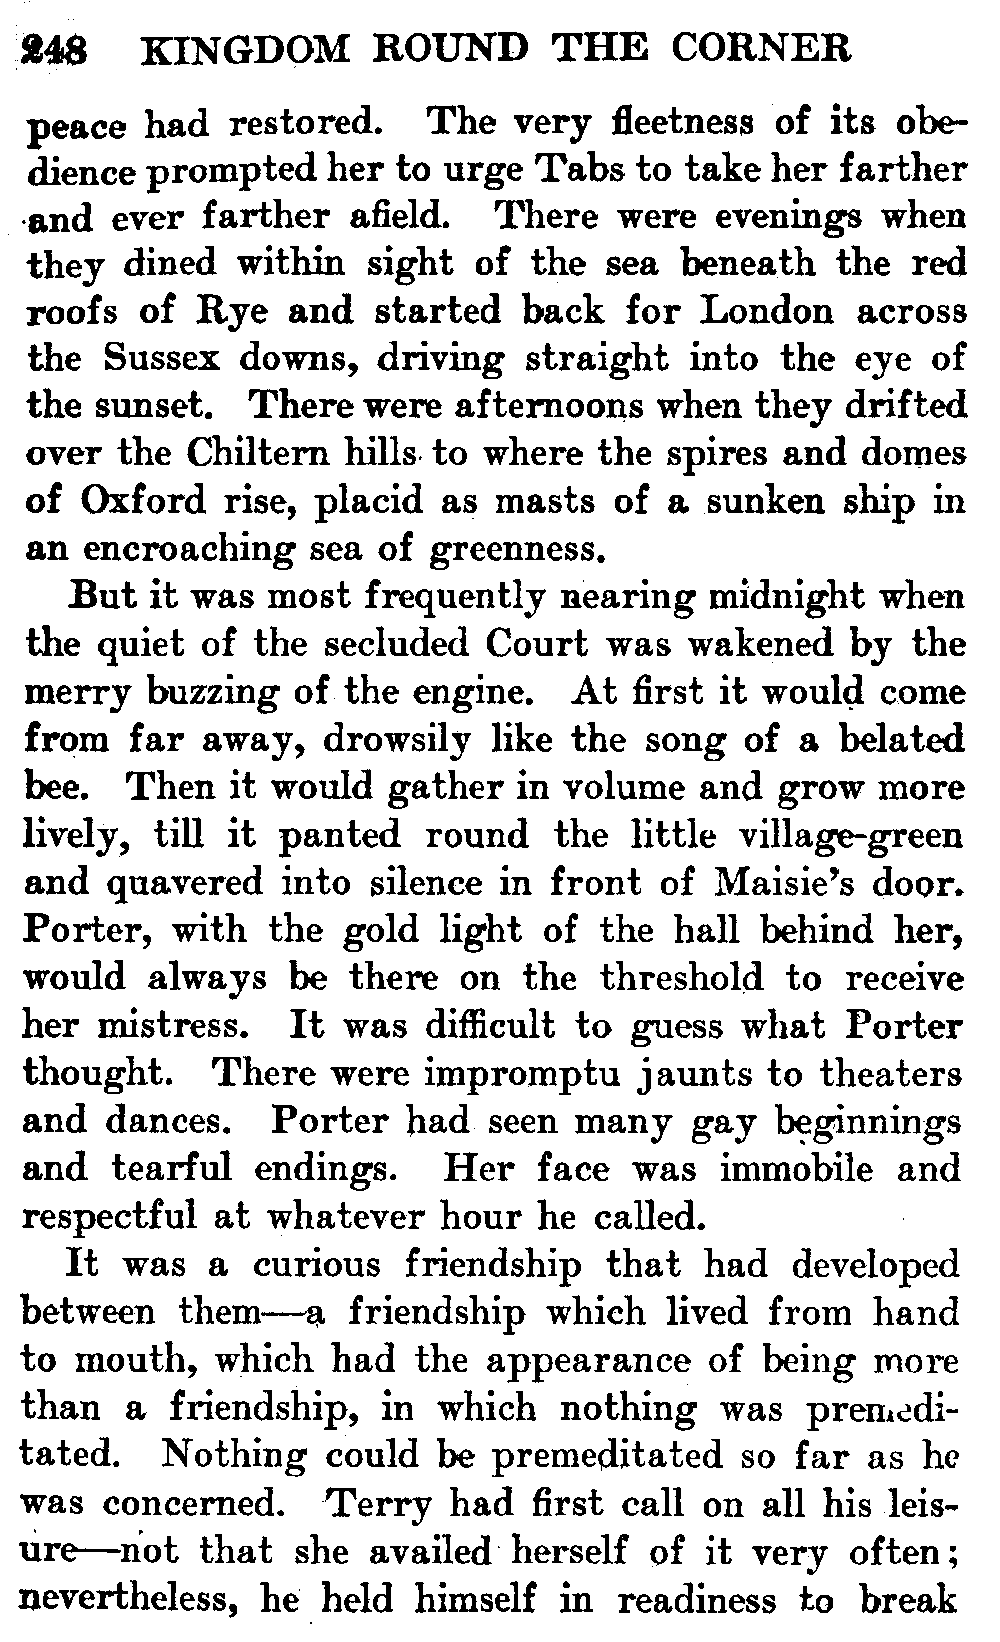 248 KINGDOM ROUND THE CORNER
peace had restored. The very fleetness of its obe-
dience prompted her to urge Tabs to take her farther
and ever farther afield. There were evenings when
they dined within sight of the sea beneath the red
roofs of Rye and started back for London across
the Sussex downs, driving straight into the eye of
the sunset. There were afternoons when they drifted
over the Chiltern hills to where the spires and domes
of Oxford rise, placid as masts of a sunken ship in
an encroaching sea of greenness.
But it was most frequently nearing midnight when
the quiet of the secluded Court was wakened by the
merry buzzing of the engine. At first it would come
from far away, drowsily like the song of a belated
bee. Then it would gather in volume and grow more
lively, till it panted round the little village-green
and quavered into silence in front of Maisie's door.
Porter, with the gold light of the hall behind her,
would always be there on the threshold to receive
her mistress. It was difficult to guess what Porter
thought. There were impromptu jaunts to theaters
and dances. Porter had seen many gay beginnings
and tearful endings. Her face was immobile and
respectful at whatever hour he called.
It was a curious friendship that had developed
between them—a friendship which lived from hand
to mouth, which had the appearance of being more
than a friendship, in which nothing was premedi-
tated. Nothing could be premeditated so far as he
was concerned. Terry had first call on all his leis-
ure—not that she availed herself of it very often;
nevertheless, he held himself in readiness to break